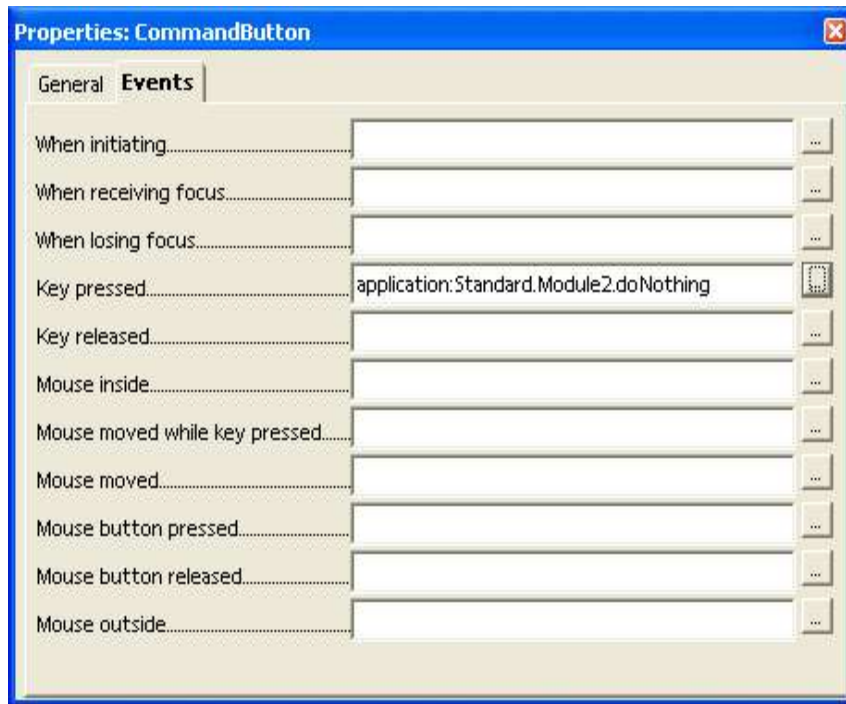 Properties: CommandButton
General Events
When initiating.......................................... ...
When receiving focus......................... ...
When losing focus............................... ...
Key pressed......................................... application:Standard.Module2.doNothing ...
Key released........................................ ...
Mouse inside........................................ ...
Mouse moved while key pressed....... ...
Mouse moved....................................... ...
Mouse button pressed....................... ...
Mouse button released...................... ...
Mouse outside..................................... ...